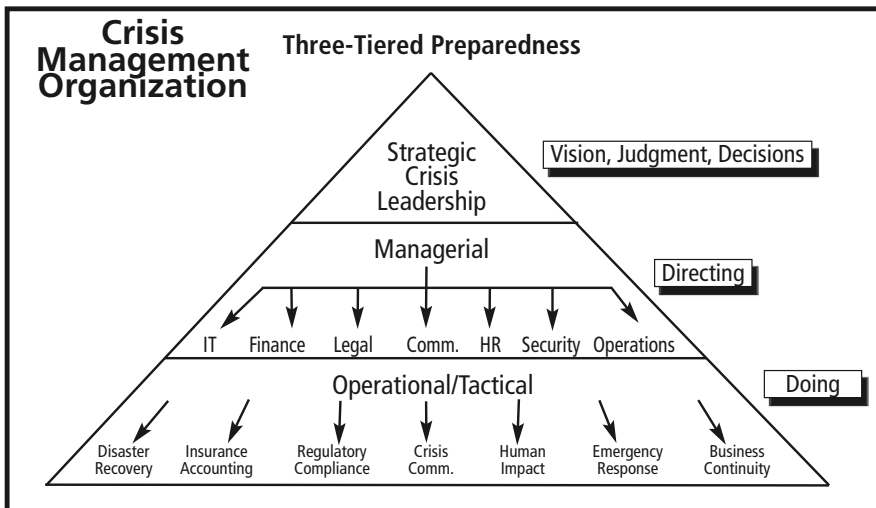 Crisis
Management
Organization
Three-Tiered Preparedness
Strategic
Crisis
Leadership
Vision, Judgment, Decisions
Managerial
Directing
IT Finance Legal Comm. HR Security Operations
Operational/Tactical
Doing
Disaster
Recovery
Insurance
Accounting
Regulatory
Compliance
Crisis
Comm.
Human
Impact
Emergency
Response
Business
Continuity